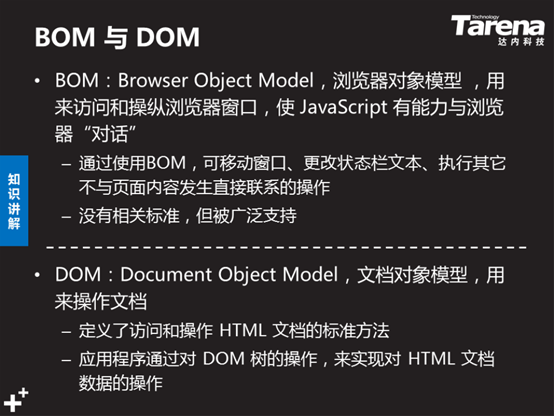 BOM 与 DOM
Technology
Tarena
达内科技
• BOM：Browser Object Model，浏览器对象模型 ，用
来访问和操纵浏览器窗口，使 JavaScript 有能力与浏览
器“对话”
– 通过使用BOM，可移动窗口、更改状态栏文本、执行其它
不与页面内容发生直接联系的操作
– 没有相关标准，但被广泛支持
知
识
讲
解
• DOM：Document Object Model，文档对象模型，用
来操作文档
– 定义了访问和操作 HTML 文档的标准方法
– 应用程序通过对 DOM 树的操作，来实现对 HTML 文档
数据的操作